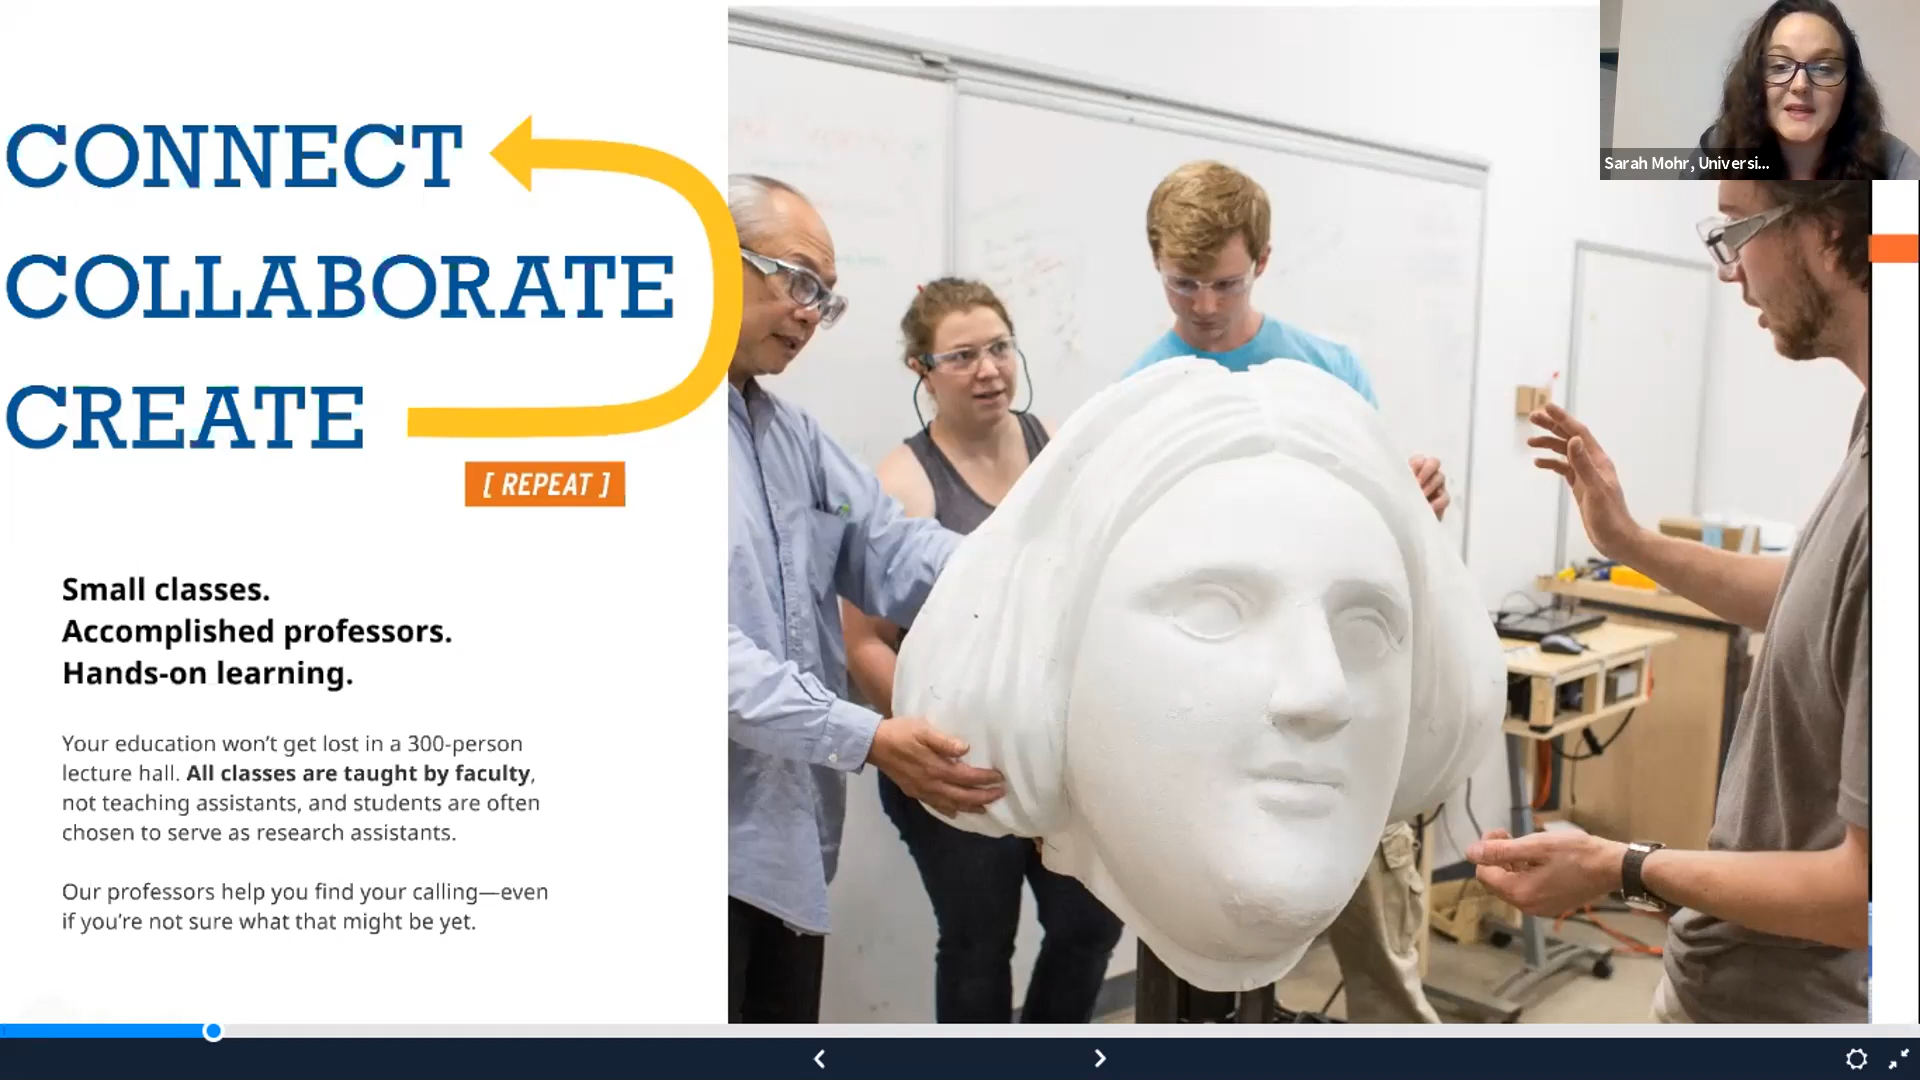 CONNECT
COLLABORATE
CREATE
[ REPEAT ]
Small classes.
Accomplished professors.
Hands-on learning.
Your education won’t get lost in a 300-person
lecture hall. All classes are taught by faculty,
not teaching assistants, and students are often
chosen to serve as research assistants.
Our professors help you find your calling—even
if you’re not sure what that might be yet.
Sarah Mohr, Universi...